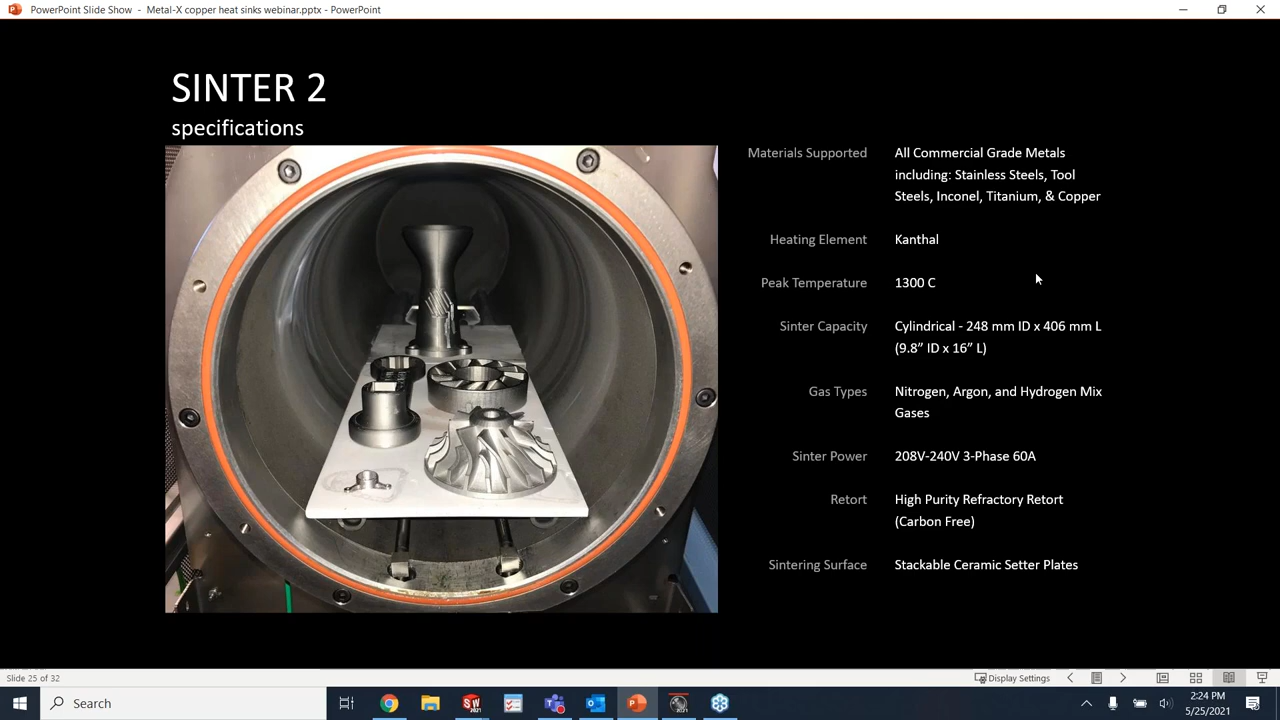 PowerPoint Slide Show - Metal-X copper heat sinks webinar.pptx - PowerPoint
SINTER 2
specifications
Materials Supported
All Commercial Grade Metals
including: Stainless Steels, Tool
Steels, Inconel, Titanium, & Copper
Heating Element
Kanthal
Peak Temperature
1300 C
Sinter Capacity
Cylindrical - 248 mm ID x 406 mm L
(9.8” ID x 16” L)
Gas Types
Nitrogen, Argon, and Hydrogen Mix
Gases
Sinter Power
208V-240V 3-Phase 60A
Retort
High Purity Refractory Retort
(Carbon Free)
Sintering Surface
Stackable Ceramic Setter Plates
Slide 25 of 32
Display Settings
Search
SW
2021
2021
2:24 PM
5/25/2021